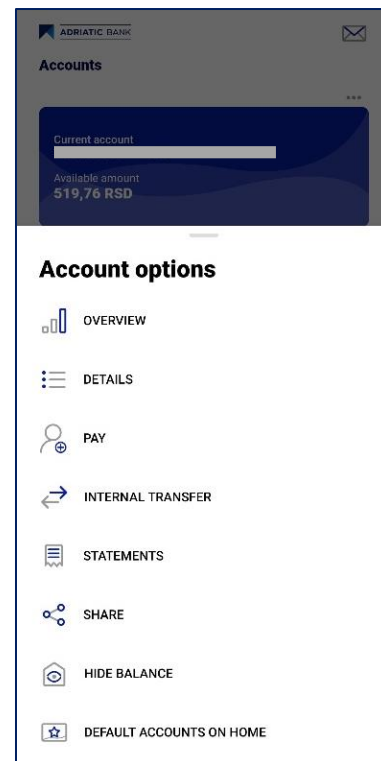 ADRIATIC BANK
Accounts
Current account
Available amount
519,76 RSD
Account options
OVERVIEW
DETAILS
PAY
INTERNAL TRANSFER
STATEMENTS
SHARE
HIDE BALANCE
DEFAULT ACCOUNTS ON HOME